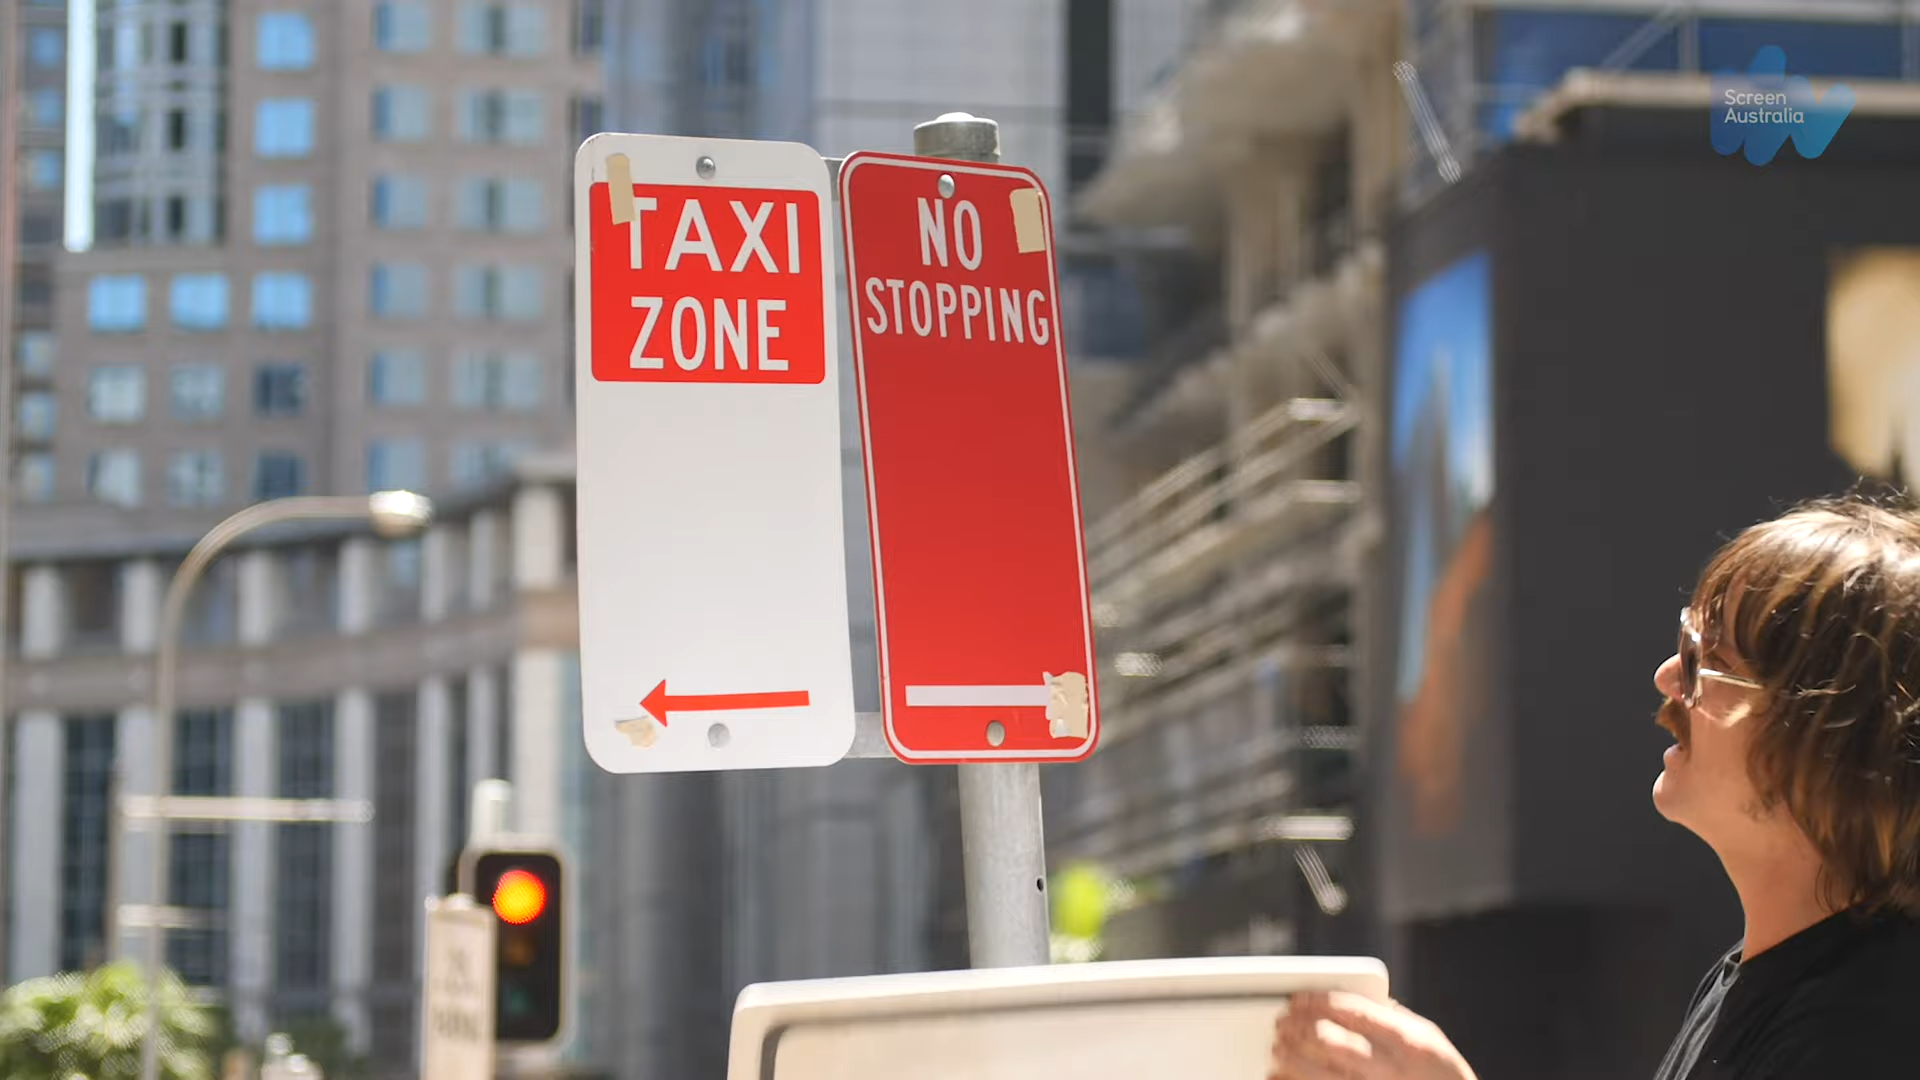 TAXI
ZONE
NO
STOPPING
Screen
Australia